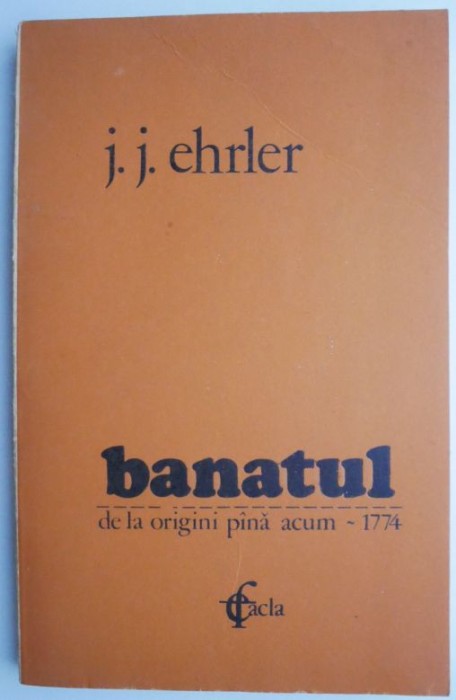 j. j. ehrler
banatul
de la origini pînă acum ~ 1774
facla